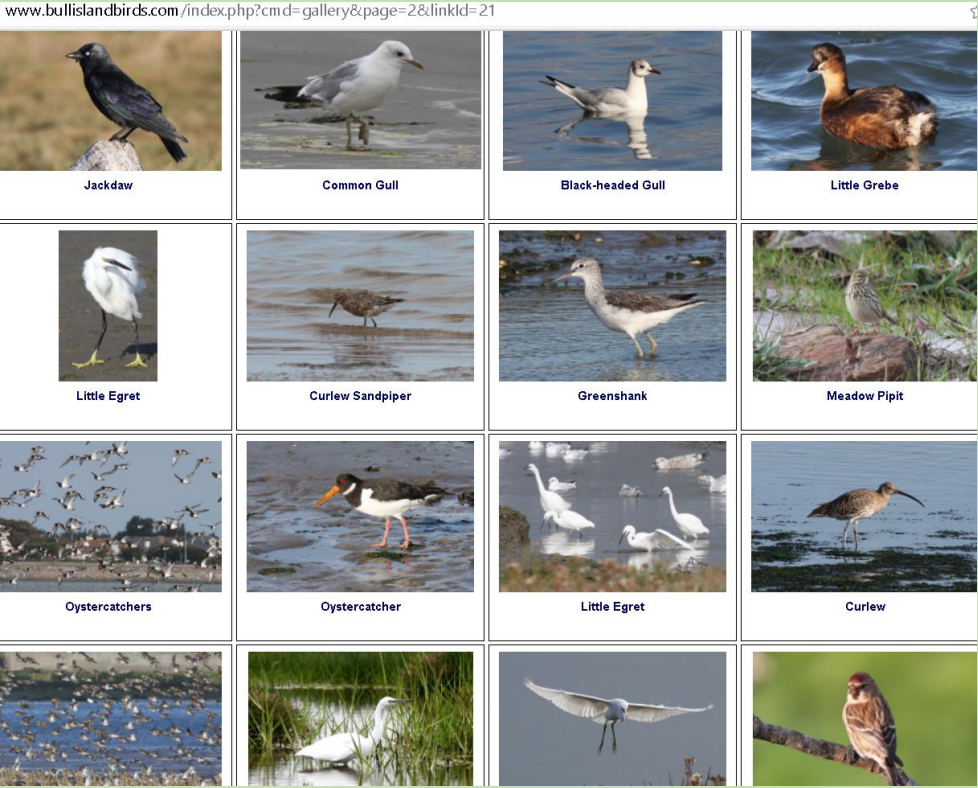 www.bullislandbirds.com/index.php?cmd=gallery&page=2&linkId=21
Jackdaw
Common Gull
Black-headed Gull
Little Grebe
Little Egret
Curlew Sandpiper
Greenshank
Meadow Pipit
Oystercatchers
Oystercatcher
Little Egret
Curlew